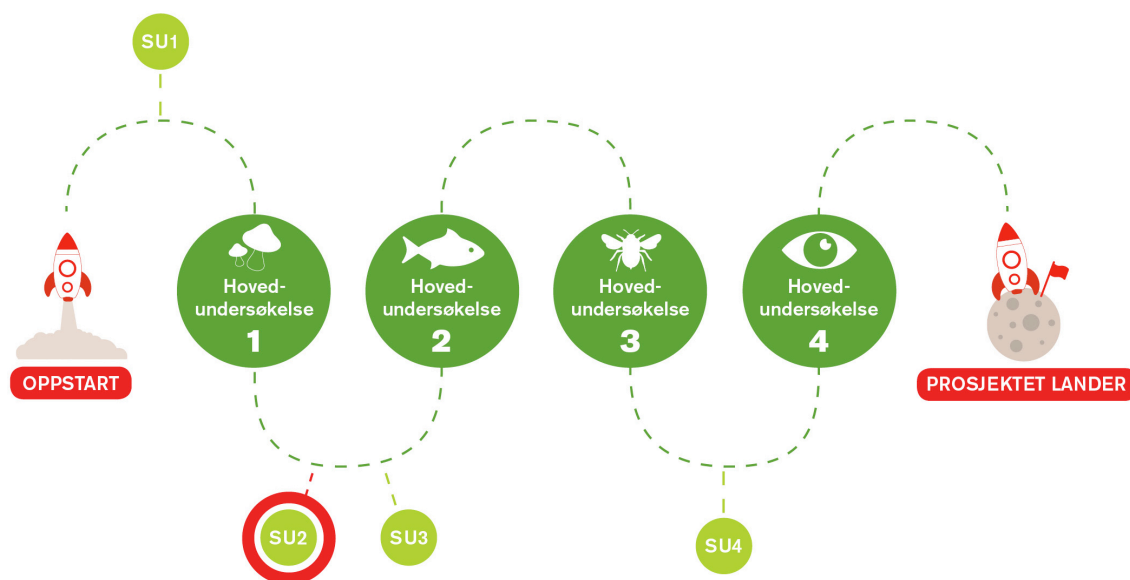 SU1
Hoved-
undersøkelse
1
Hoved-
undersøkelse
2
Hoved-
undersøkelse
3
Hoved-
undersøkelse
4
OPPSTART
PROSJEKTET LANDER
SU2
SU3
SU4